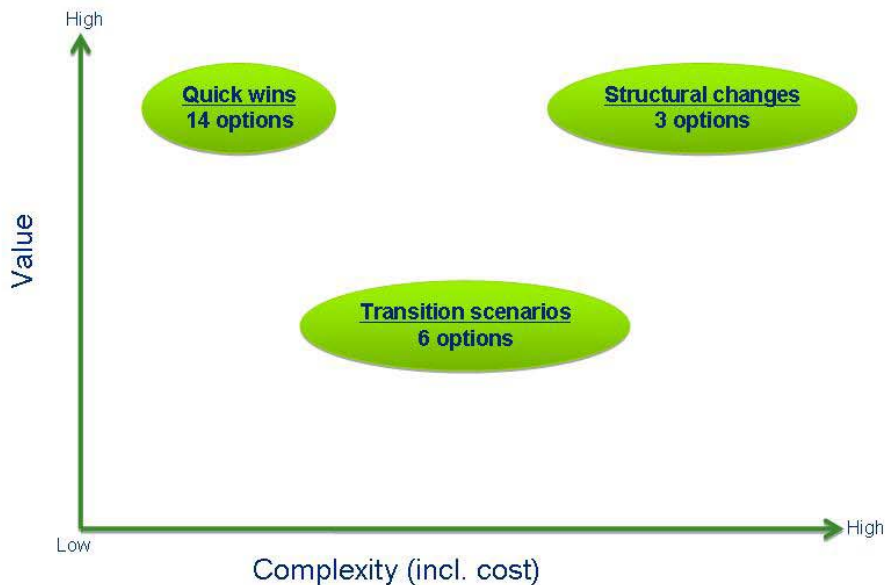 High
Quick wins
14 options
Structural changes
3 options
Value
Transition scenarios
6 options
Low
High
Complexity (incl. cost)